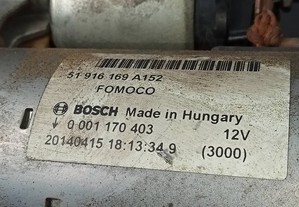 51 916 169 A152
FOMOCO
BOSCH Made in Hungary
0 001 170 403 12V
20140415 18:13:34 9 (3000)